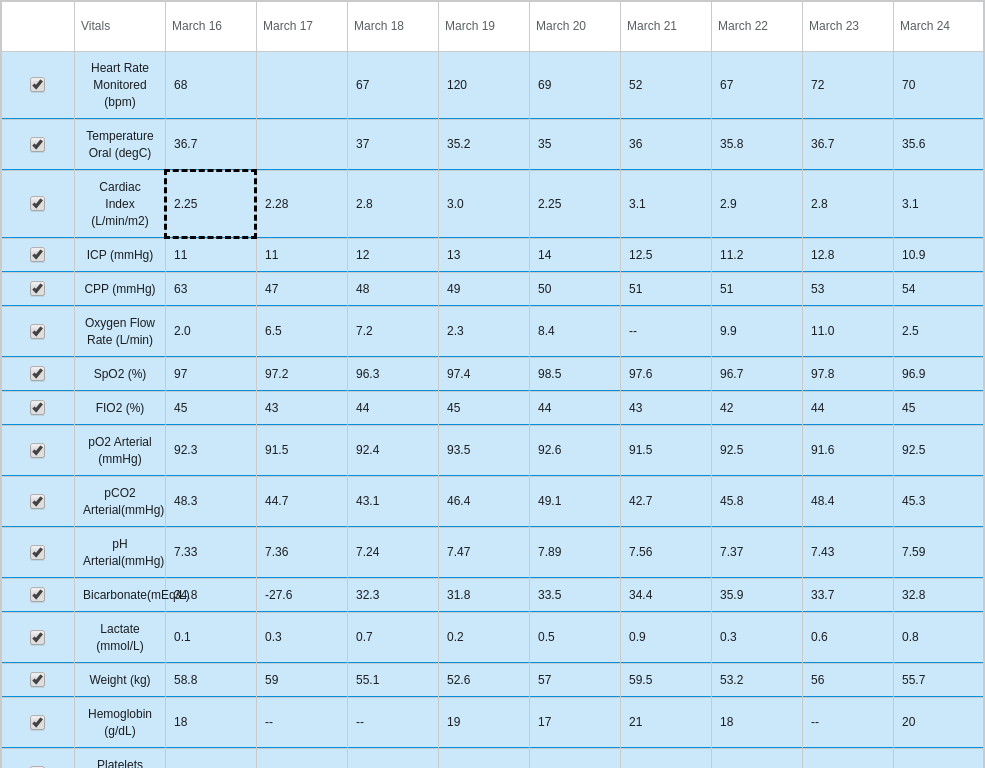 Vitals March 16 March 17 March 18 March 19 March 20 March 21 March 22 March 23 March 24
Heart Rate
Monitored
(bpm)
68 67 120 69 52 67 72 70
Temperature
Oral (degC)
36.7 37 35.2 35 36 35.8 36.7 35.6
Cardiac
Index
(L/min/m2)
2.25 2.28 2.8 3.0 2.25 3.1 2.9 2.8 3.1
ICP (mmHg) 11 11 12 13 14 12.5 11.2 12.8 10.9
CPP (mmHg) 63 47 48 49 50 51 51 53 54
Oxygen Flow
Rate (L/min)
2.0 6.5 7.2 2.3 8.4 -- 9.9 11.0 2.5
SpO2 (%) 97 97.2 96.3 97.4 98.5 97.6 96.7 97.8 96.9
FIO2 (%) 45 43 44 45 44 43 42 44 45
pO2 Arterial
(mmHg)
92.3 91.5 92.4 93.5 92.6 91.5 92.5 91.6 92.5
pCO2
Arterial(mmHg)
48.3 44.7 43.1 46.4 49.1 42.7 45.8 48.4 45.3
pH
Arterial(mmHg)
7.33 7.36 7.24 7.47 7.89 7.56 7.37 7.43 7.59
Bicarbonate(mEq/L) 34.8 -27.6 32.3 31.8 33.5 34.4 35.9 33.7 32.8
Lactate
(mmol/L)
0.1 0.3 0.7 0.2 0.5 0.9 0.3 0.6 0.8
Weight (kg) 58.8 59 55.1 52.6 57 59.5 53.2 56 55.7
Hemoglobin
(g/dL)
18 -- -- 19 17 21 18 -- 20
Platelets